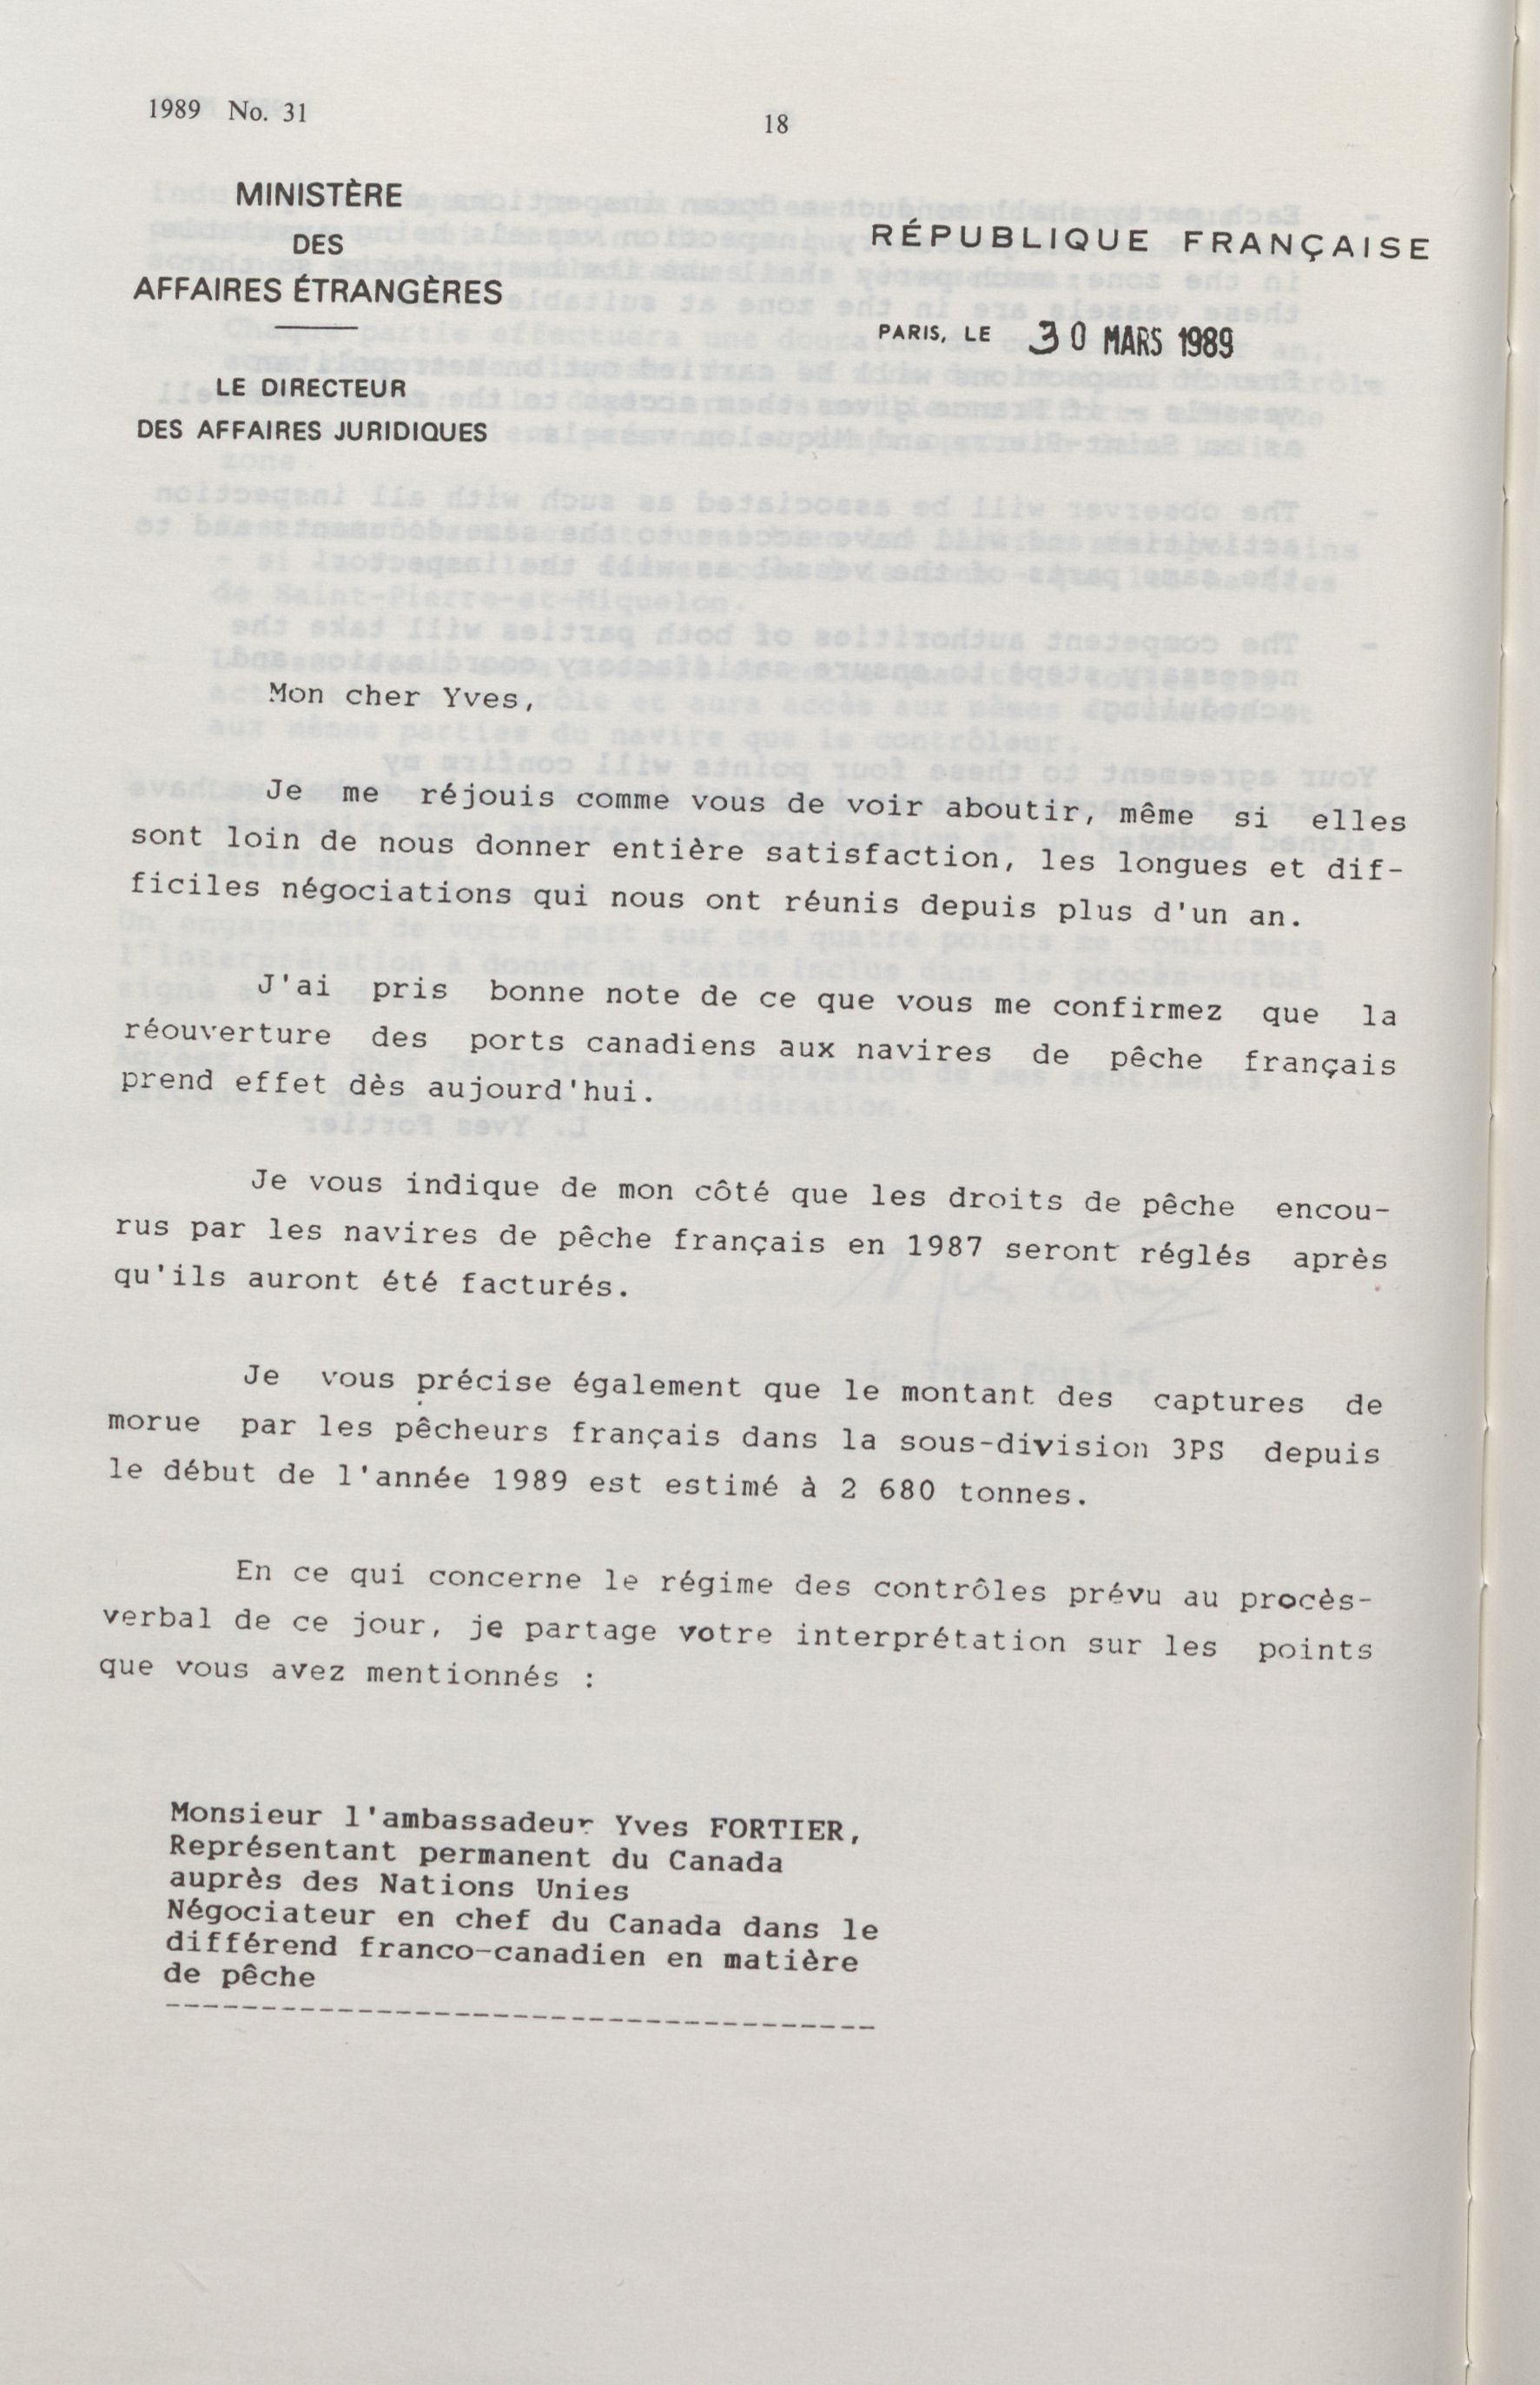 1989 No. 31
18
MINISTÈRE
DES
AFFAIRES ÉTRANGÈRES
LE DIRECTEUR
DES AFFAIRES JURIDIQUES
RÉPUBLIQUE FRANÇAISE
PARIS, LE 30 MARS 1989
Mon cher Yves,
Je me réjouis comme vous de voir aboutir, même si elles
sont loin de nous donner entière satisfaction, les longues et dif-
ficiles négociations qui nous ont réunis depuis plus d'un an.
J'ai pris bonne note de ce que vous me confirmez que la
réouverture des ports canadiens aux navires de pêche français
prend effet dès aujourd'hui.
Je vous indique de mon côté que les droits de pêche encou-
rus par les navires de pêche français en 1987 seront réglés après
qu'ils auront été facturés.
Je vous précise également que le montant des captures de
morue par les pêcheurs français dans la sous-division 3PS depuis
le début de l'année 1989 est estimé à 2 680 tonnes.
En ce qui concerne le régime des contrôles prévu au procès-
verbal de ce jour, je partage votre interprétation sur les points
que vous avez mentionnés :
Monsieur l'ambassadeur Yves FORTIER,
Représentant permanent du Canada
auprès des Nations Unies
Négociateur en chef du Canada dans le
différend franco-canadien en matière
de pêche